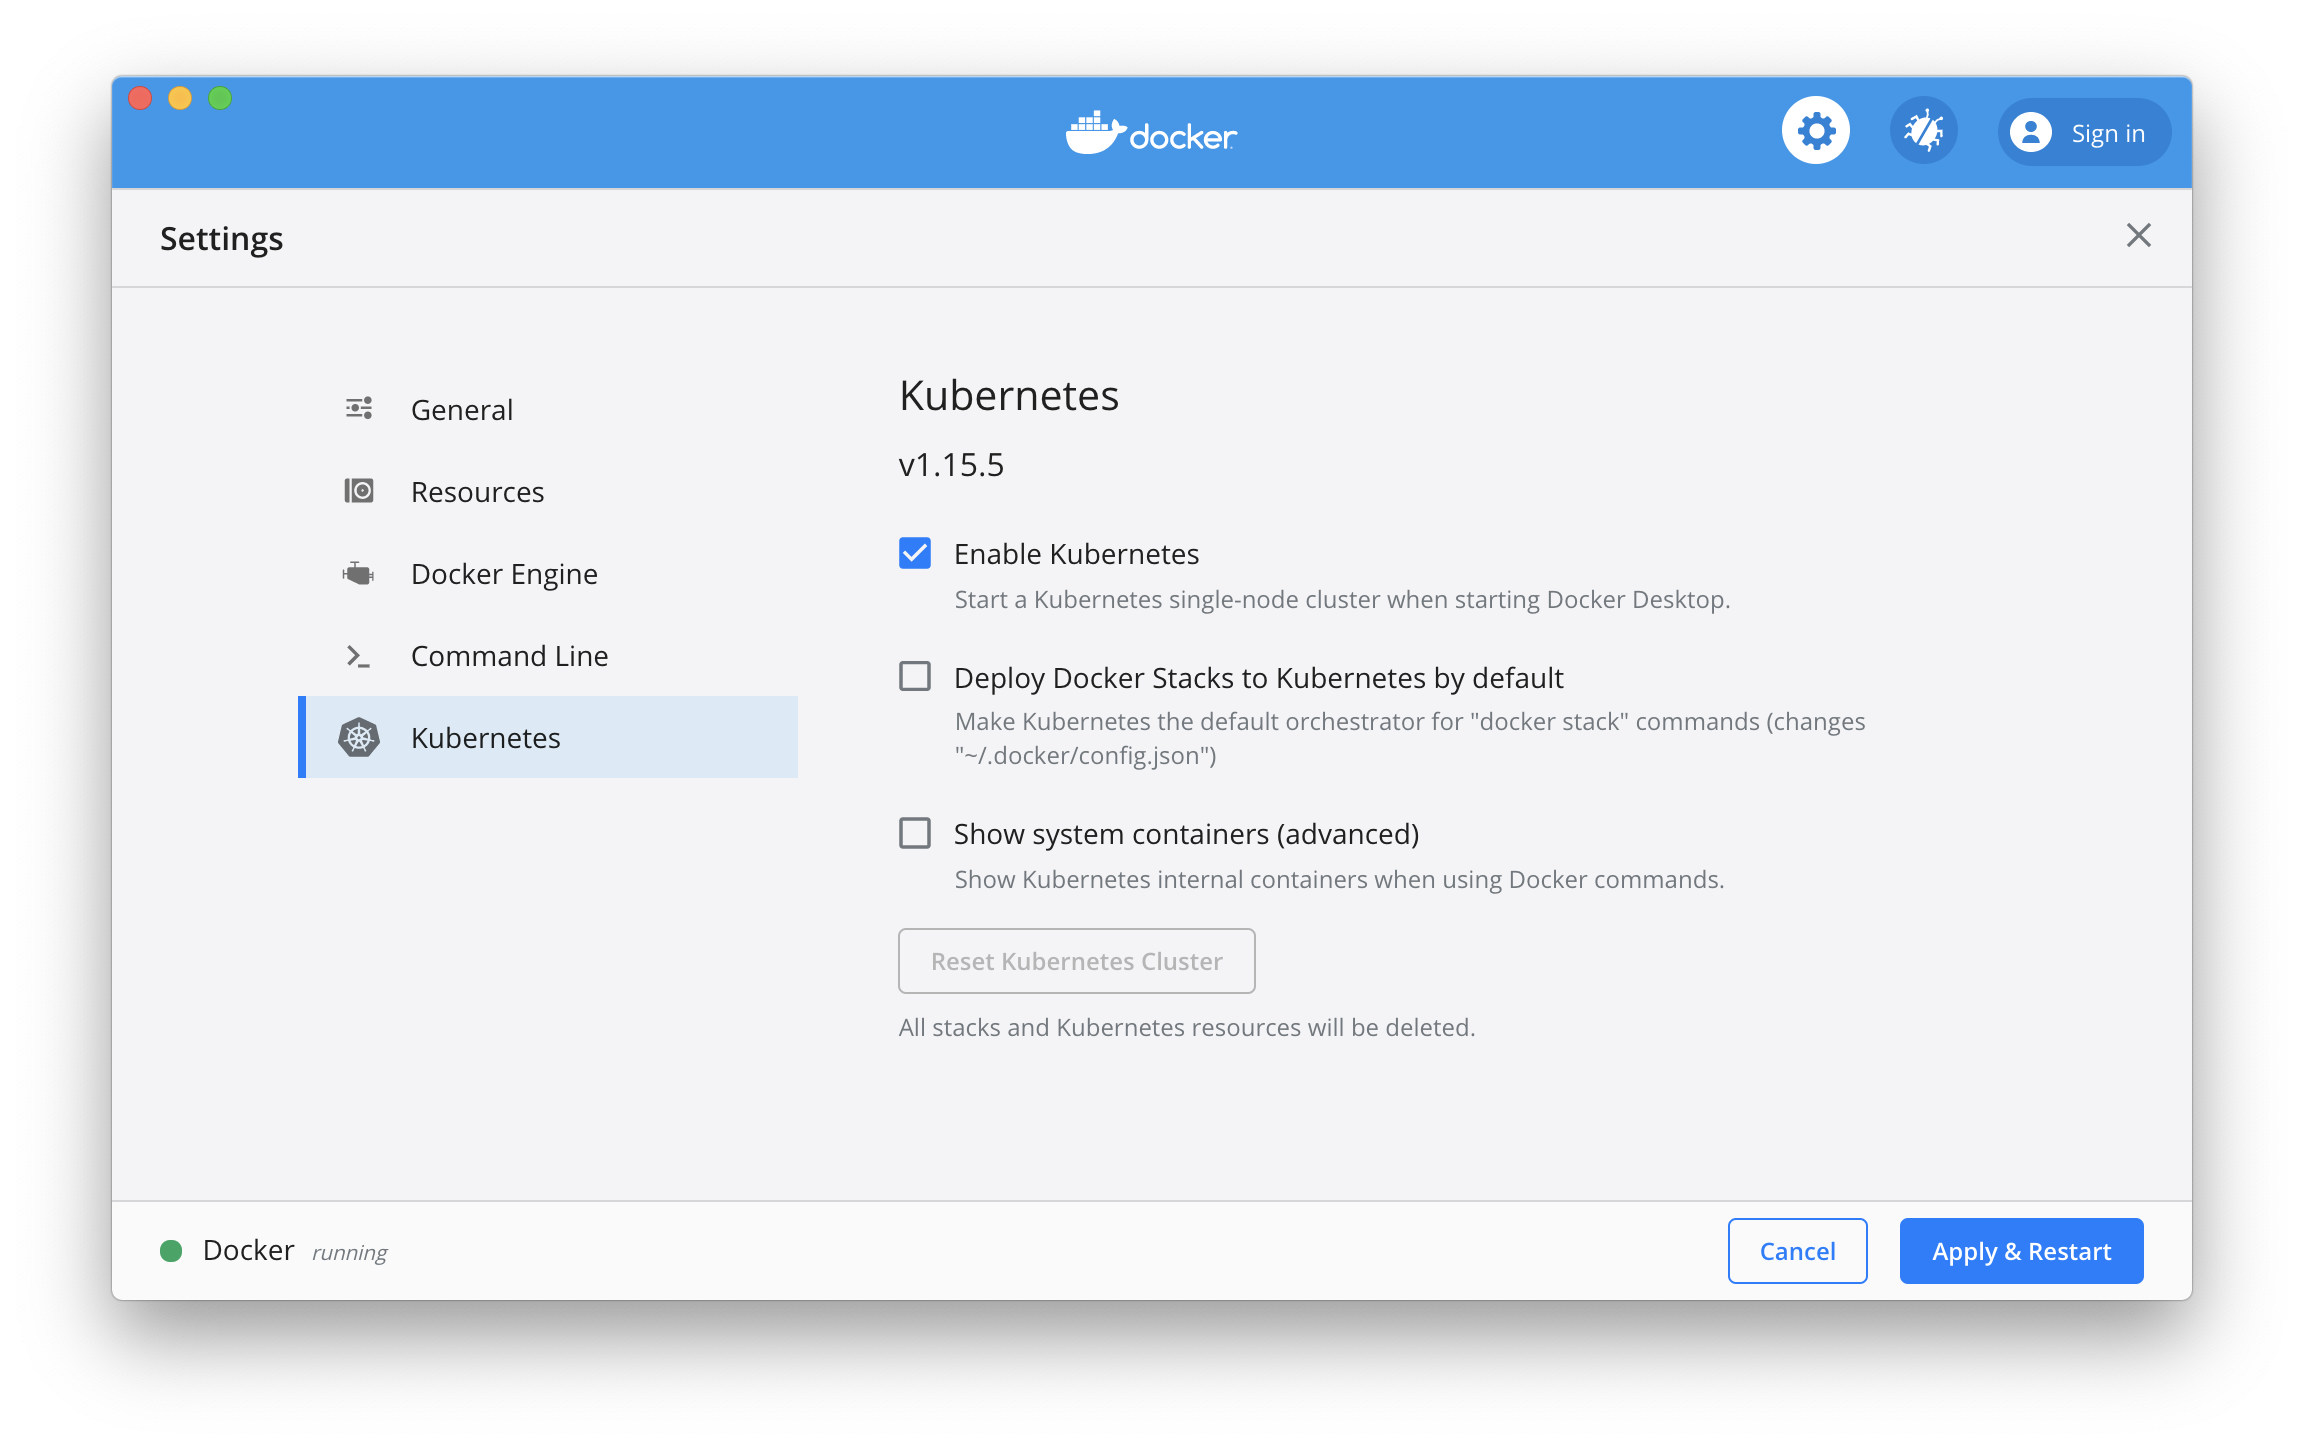 docker
Sign in
Settings
General
Resources
Docker Engine
Command Line
Kubernetes
Kubernetes
v1.15.5
Enable Kubernetes
Start a Kubernetes single-node cluster when starting Docker Desktop.
Deploy Docker Stacks to Kubernetes by default
Make Kubernetes the default orchestrator for "docker stack" commands (changes
"~/.docker/config.json")
Show system containers (advanced)
Show Kubernetes internal containers when using Docker commands.
Reset Kubernetes Cluster
All stacks and Kubernetes resources will be deleted.
Docker running
Cancel
Apply & Restart